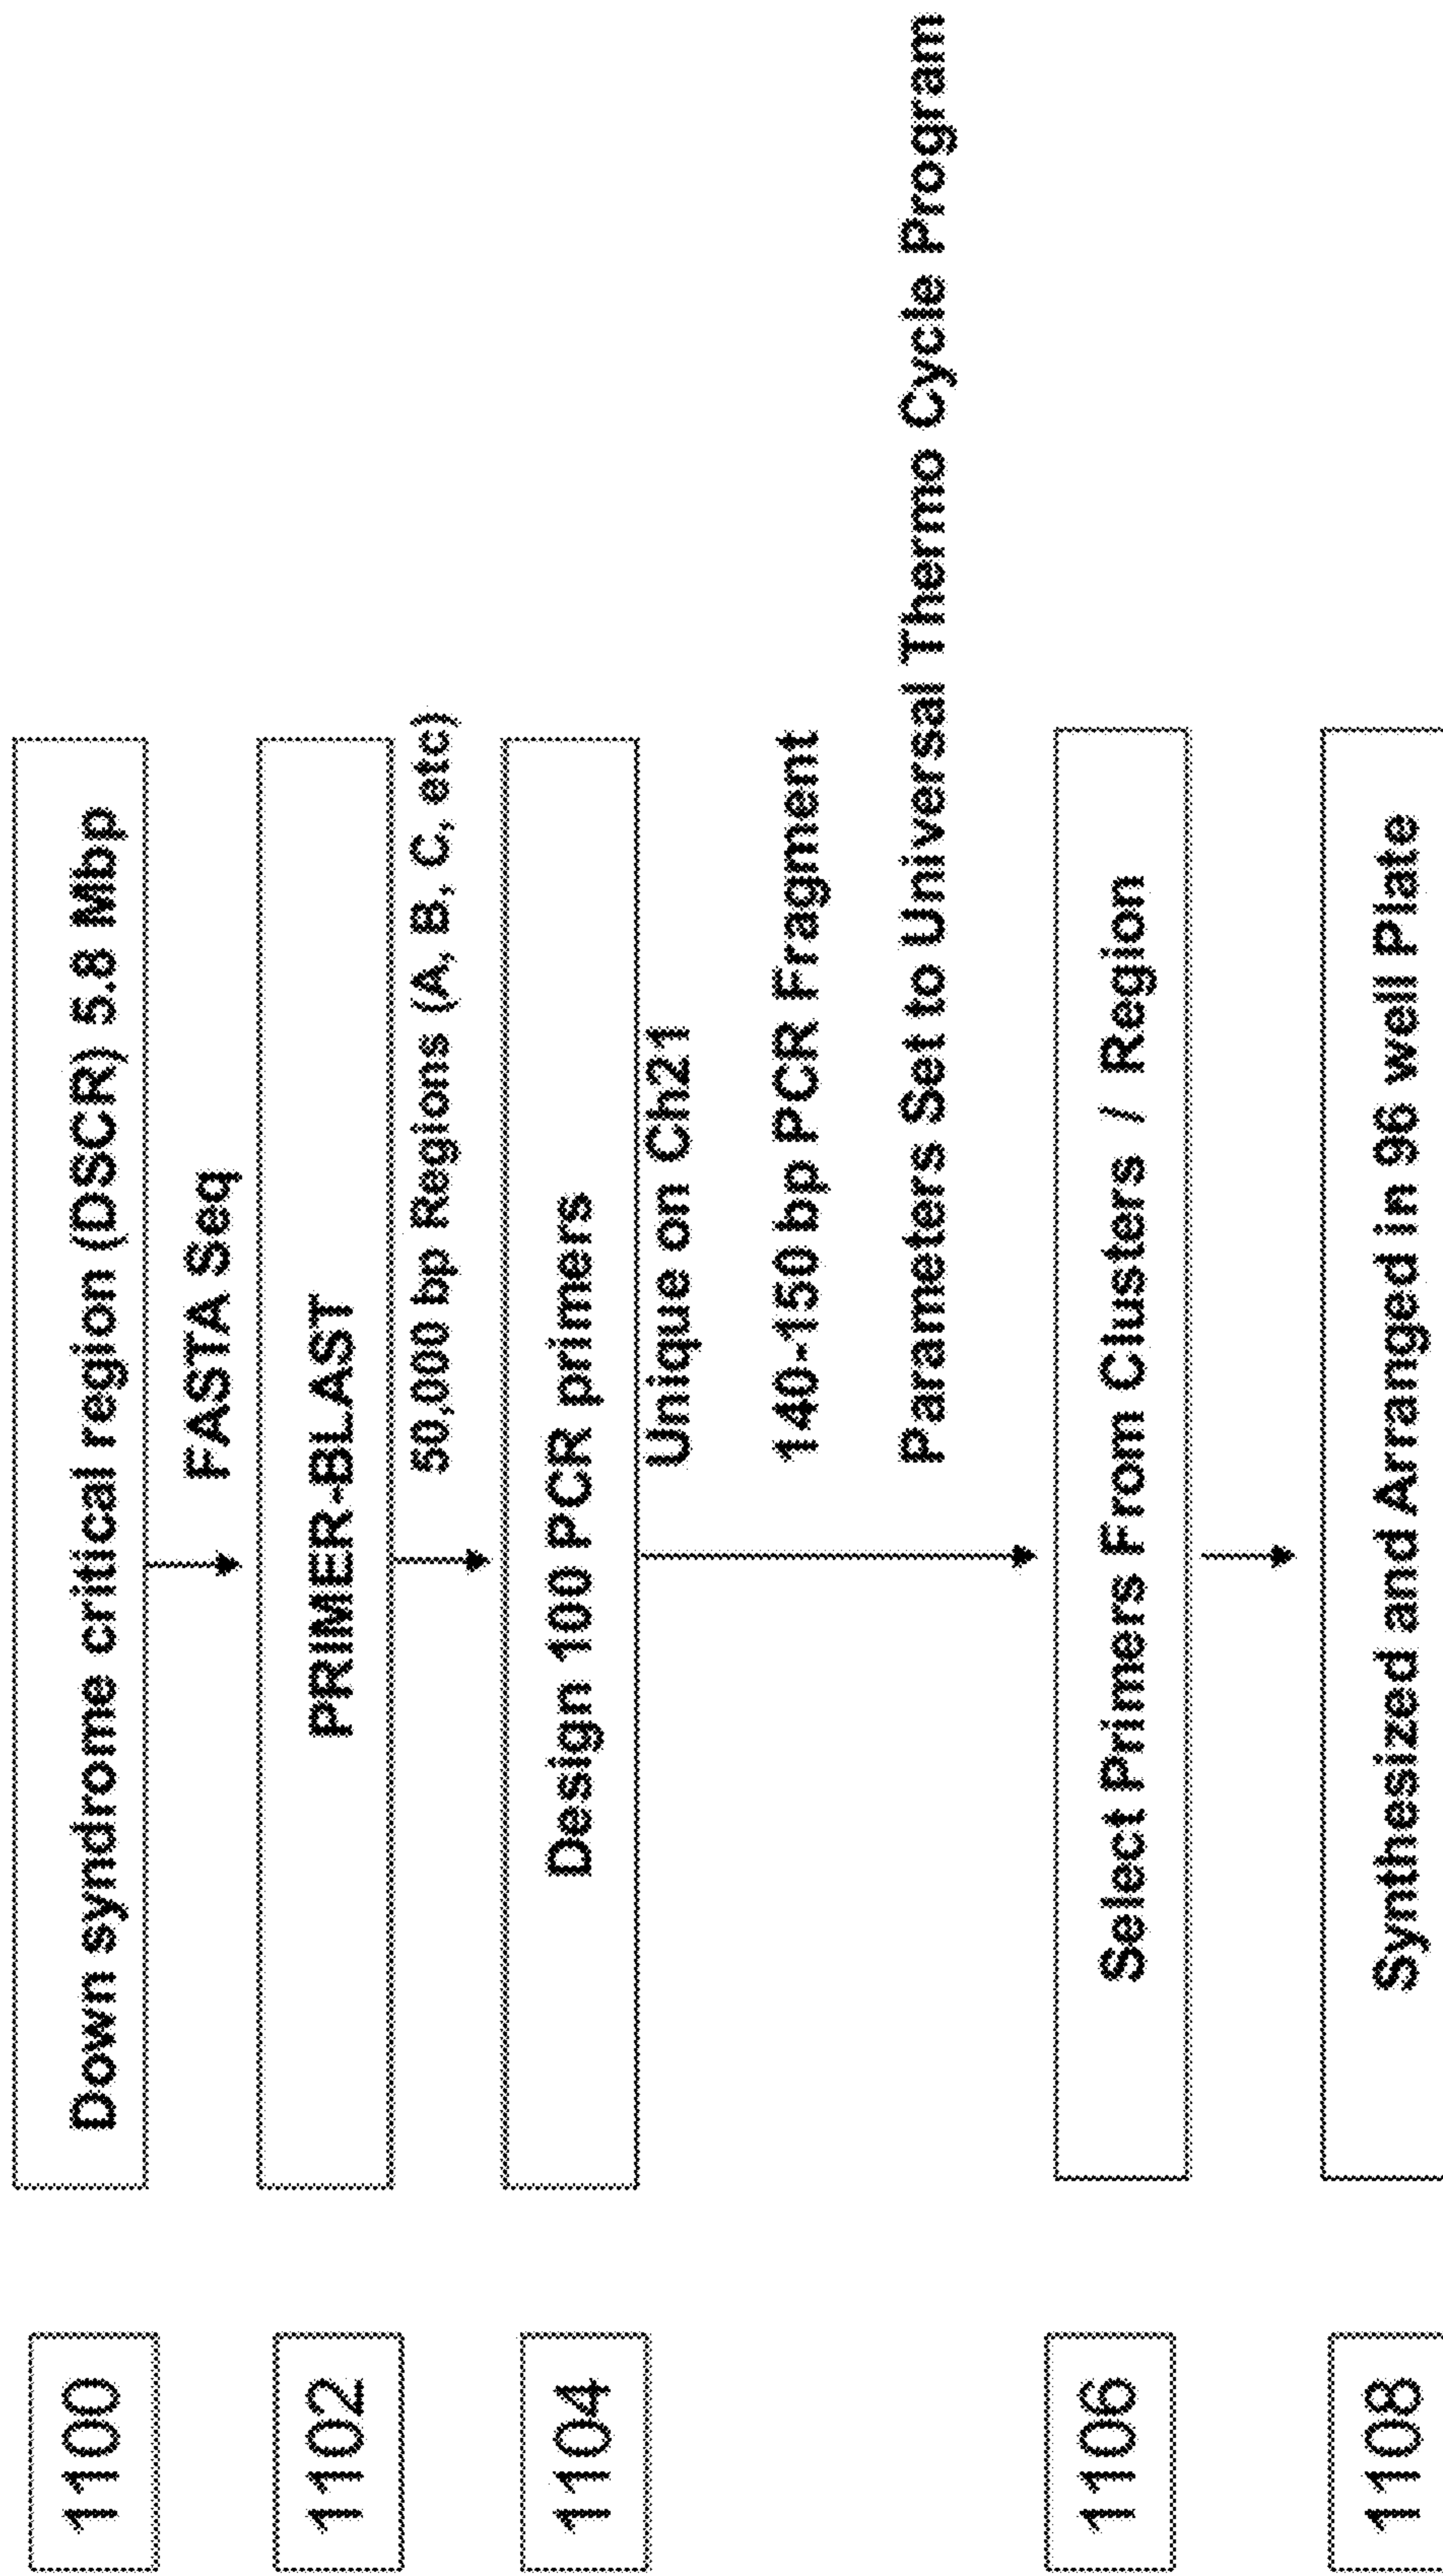 1100
Down syndrome critical region (DSCR) 5.8 Mbp
FASTA Seq
1102
PRIMER-BLAST
50,000 bp Regions (A, B, C, etc)
1104
Design 100 PCR primers
Unique on Ch21
140-150 bp PCR Fragment
Parameters Set to Universal Thermo Cycle Program
1106
Select Primers From Clusters / Region
1108
Synthesized and Arranged in 96 well Plate